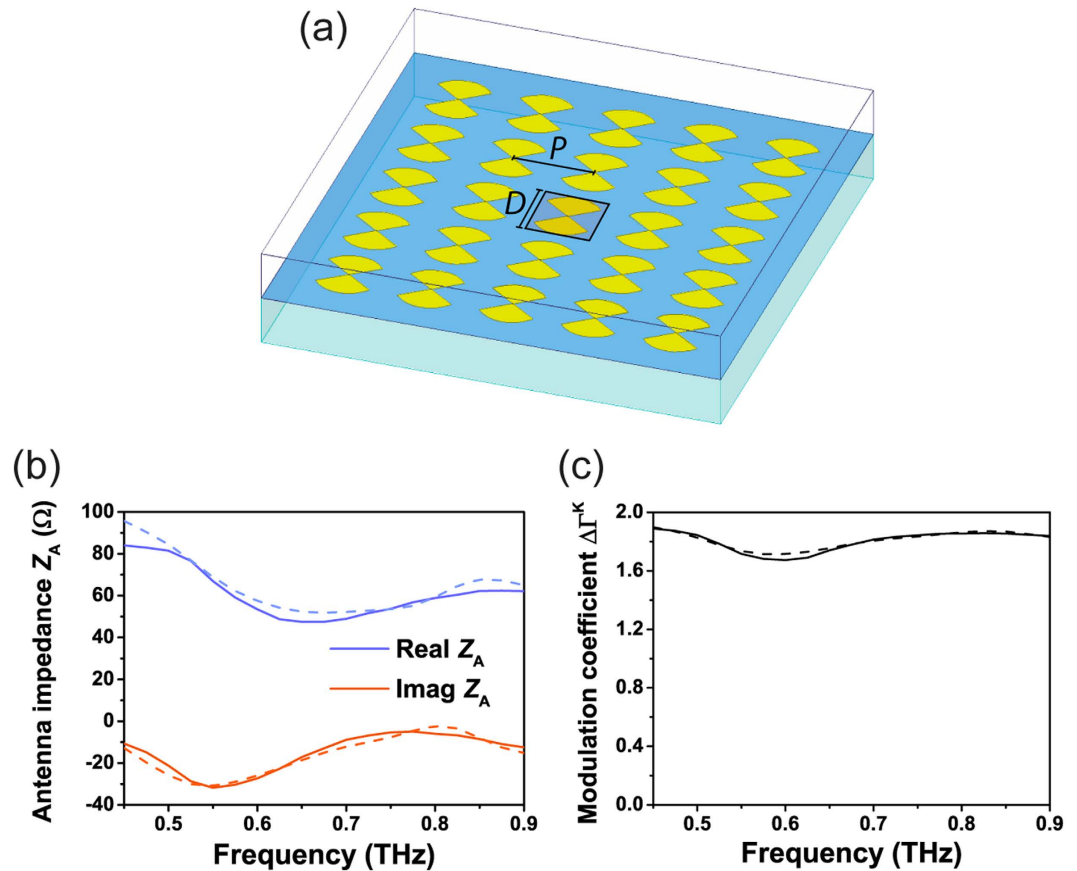 (a)
P
D
(b)
(c)
Antenna impedance Z_A (Ω)
100
80
60
40
20
0
-20
-40
Real Z_A
Imag Z_A
0.5
0.6
0.7
0.8
0.9
Frequency (THz)
Modulation coefficient ΔΓ^K
2.0
1.6
1.2
0.8
0.4
0.0
0.5
0.6
0.7
0.8
0.9
Frequency (THz)